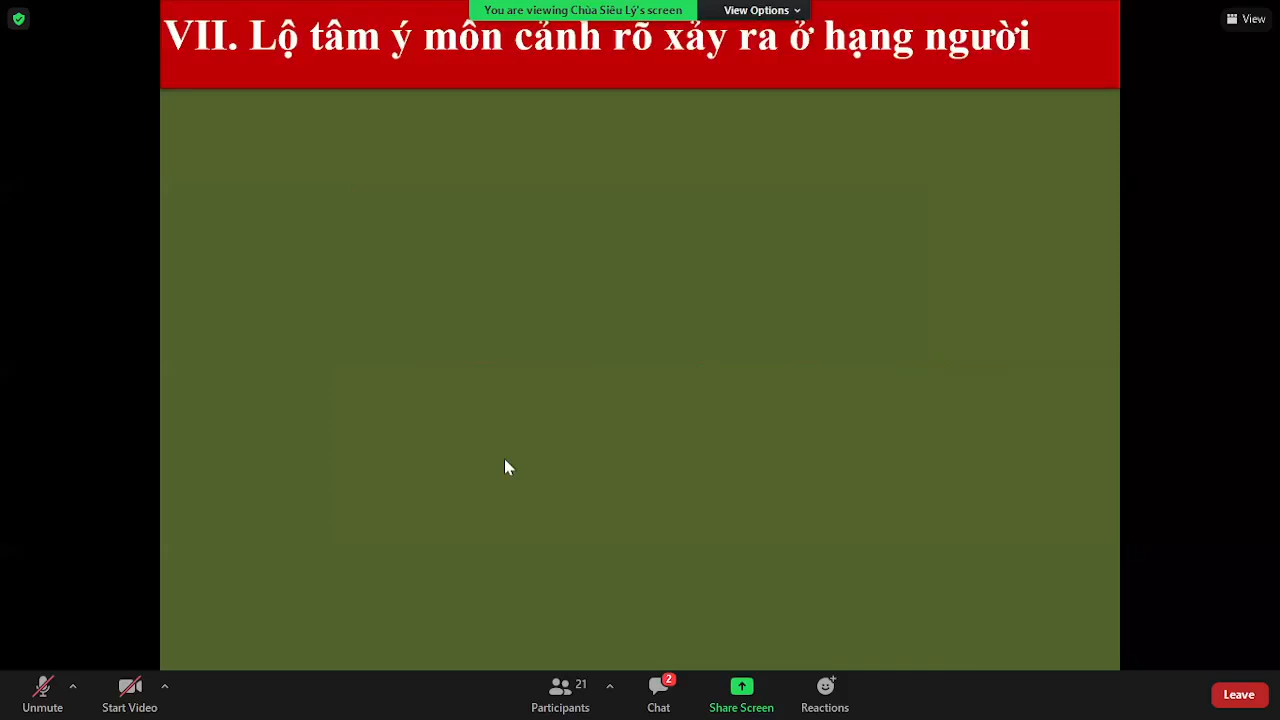 You are viewing Chùa Siêu Lý's screen
View Options
View
VII. Lộ tâm ý môn cảnh rõ xảy ra ở hạng người
21
2
Unmute
Start Video
Participants
Chat
Share Screen
Reactions
Leave